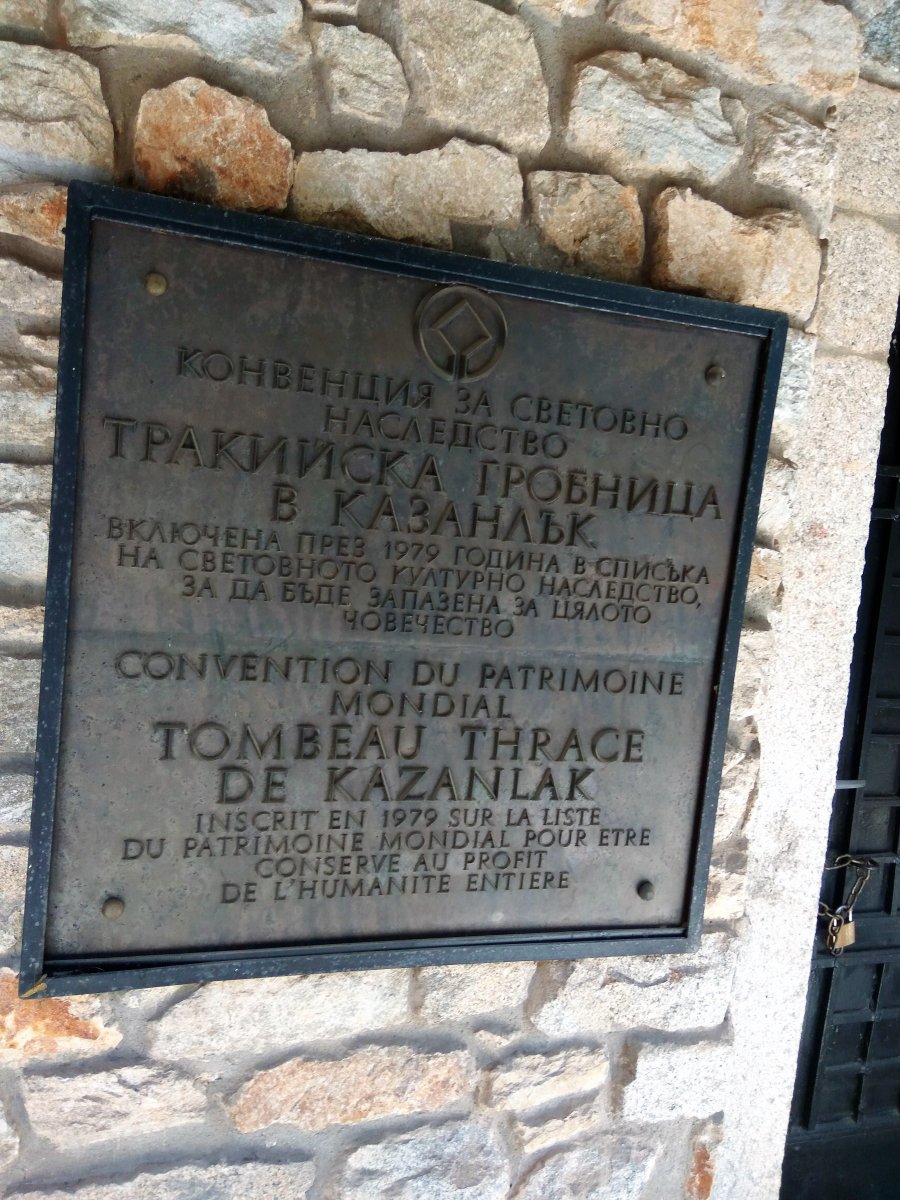 КОНВЕНЦИЯ ЗА СВЕТОВНО
НАСЛЕДСТВО
ТРАКИЙСКА ГРОБНИЦА
В КАЗАНЛЪК
ВКЛЮЧЕНА ПРЕЗ 1979 ГОДИНА В СПИСЪКА
НА СВЕТОВНОТО КУЛТУРНО НАСЛЕДСТВО,
ЗА ДА БЪДЕ ЗАПАЗЕНА ЗА ЦЯЛОТО
ЧОВЕЧЕСТВО
CONVENTION DU PATRIMOINE
MONDIAL
TOMBEAU THRACE
DE KAZANLAK
INSCRIT EN 1979 SUR LA LISTE
DU PATRIMOINE MONDIAL POUR ETRE
CONSERVE AU PROFIT
DE L'HUMANITE ENTIERE